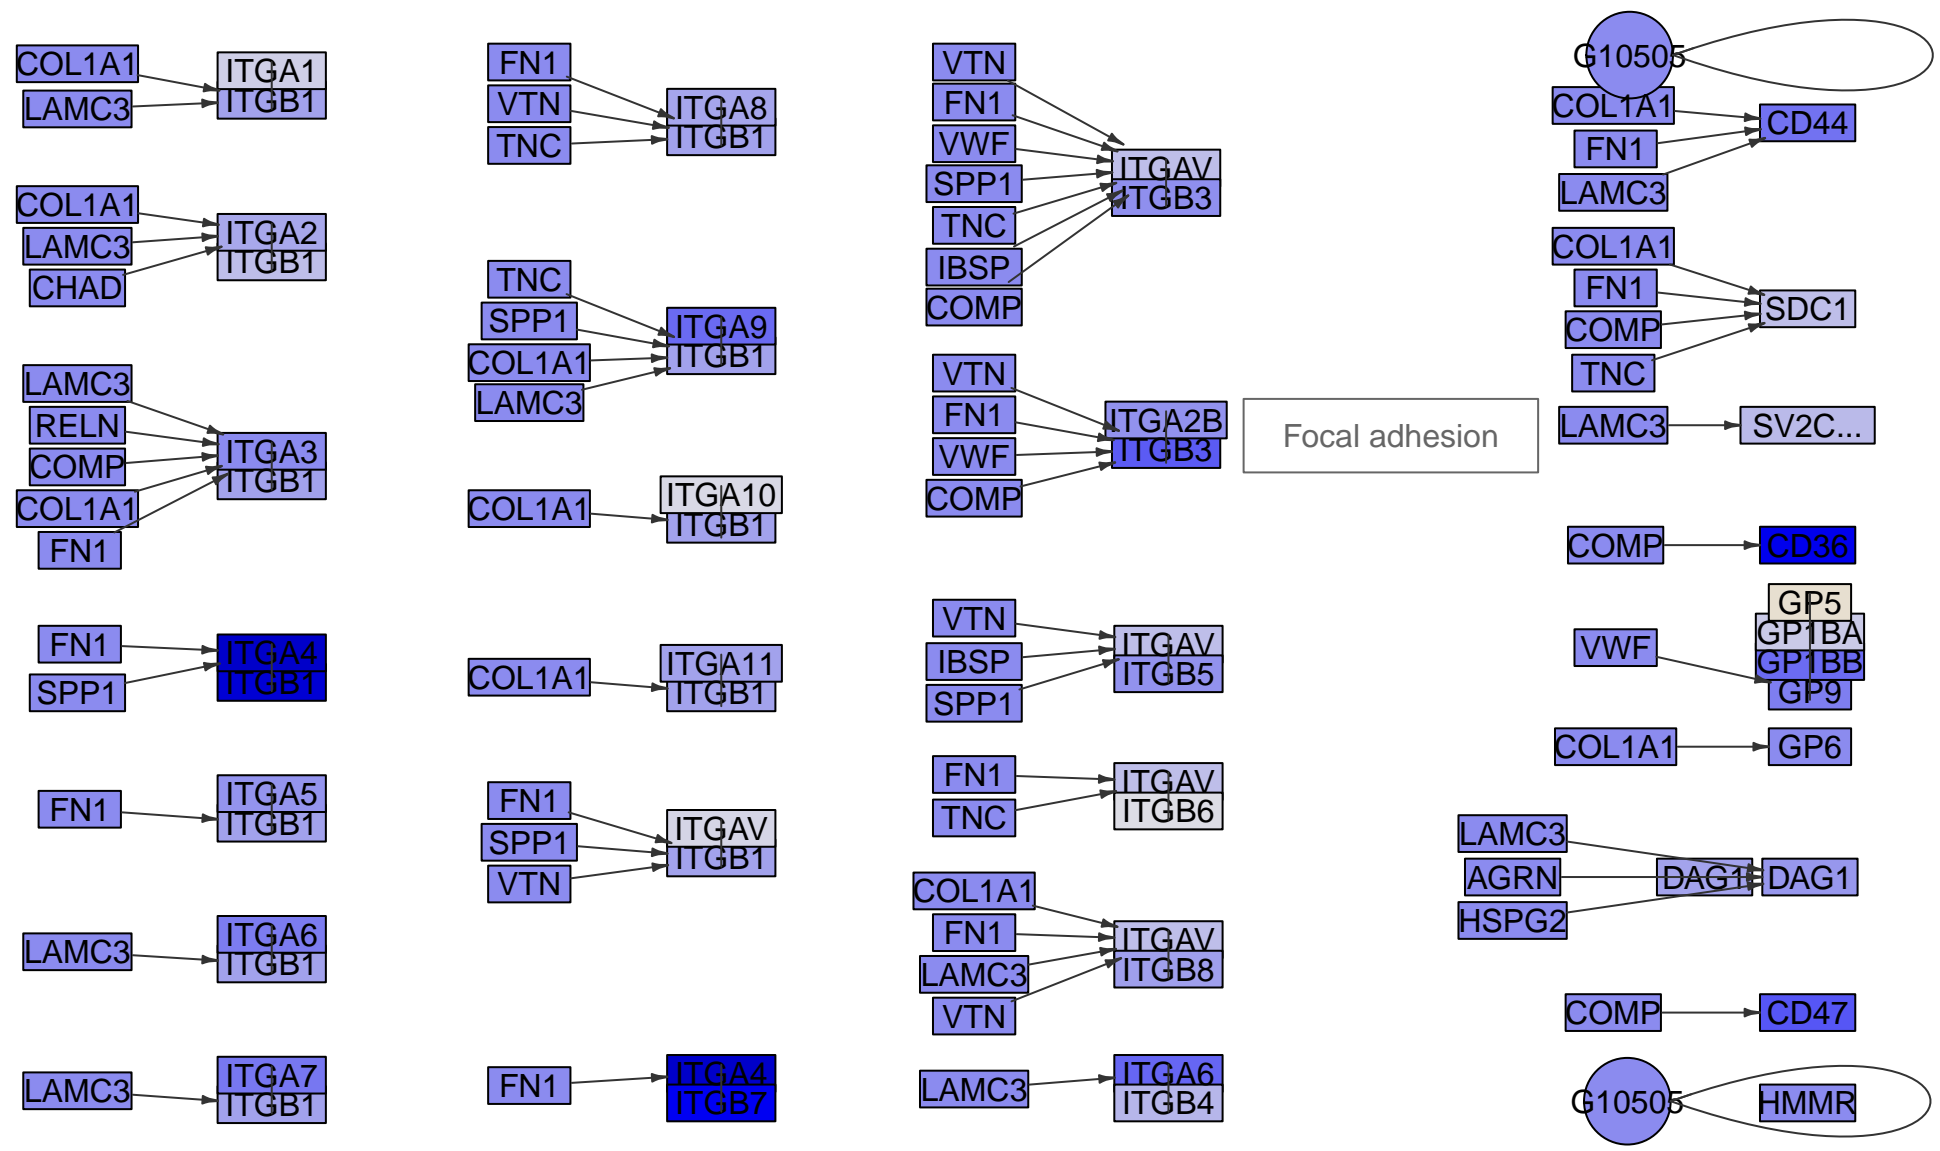 COL1A1
LAMC3
ITGA1
ITGB1
COL1A1
LAMC3
CHAD
ITGA2
ITGB1
LAMC3
RELN
COMP
COL1A1
FN1
ITGA3
ITGB1
FN1
SPP1
ITGA4
ITGB1
FN1
ITGA5
ITGB1
LAMC3
ITGA6
ITGB1
LAMC3
ITGA7
ITGB1
FN1
VTN
TNC
ITGA8
ITGB1
TNC
SPP1
COL1A1
LAMC3
ITGA9
ITGB1
COL1A1
ITGA10
ITGB1
COL1A1
ITGA11
ITGB1
FN1
SPP1
VTN
ITGAV
ITGB1
FN1
ITGA4
ITGB7
VTN
FN1
VWF
SPP1
TNC
IBSP
COMP
ITGAV
ITGB3
VTN
FN1
VWF
COMP
ITGA2B
ITGB3
Focal adhesion
VTN
IBSP
SPP1
ITGAV
ITGB5
FN1
TNC
ITGAV
ITGB6
COL1A1
FN1
LAMC3
VTN
ITGAV
ITGB8
LAMC3
ITGA6
ITGB4
G10505
COL1A1
FN1
LAMC3
CD44
COL1A1
FN1
COMP
TNC
SDC1
LAMC3
SV2C...
COMP
CD36
VWF
GP5
GP1BA
GP1BB
GP9
COL1A1
GP6
LAMC3
AGRN
HSPG2
DAG1
DAG1
COMP
CD47
G10505
HMMR